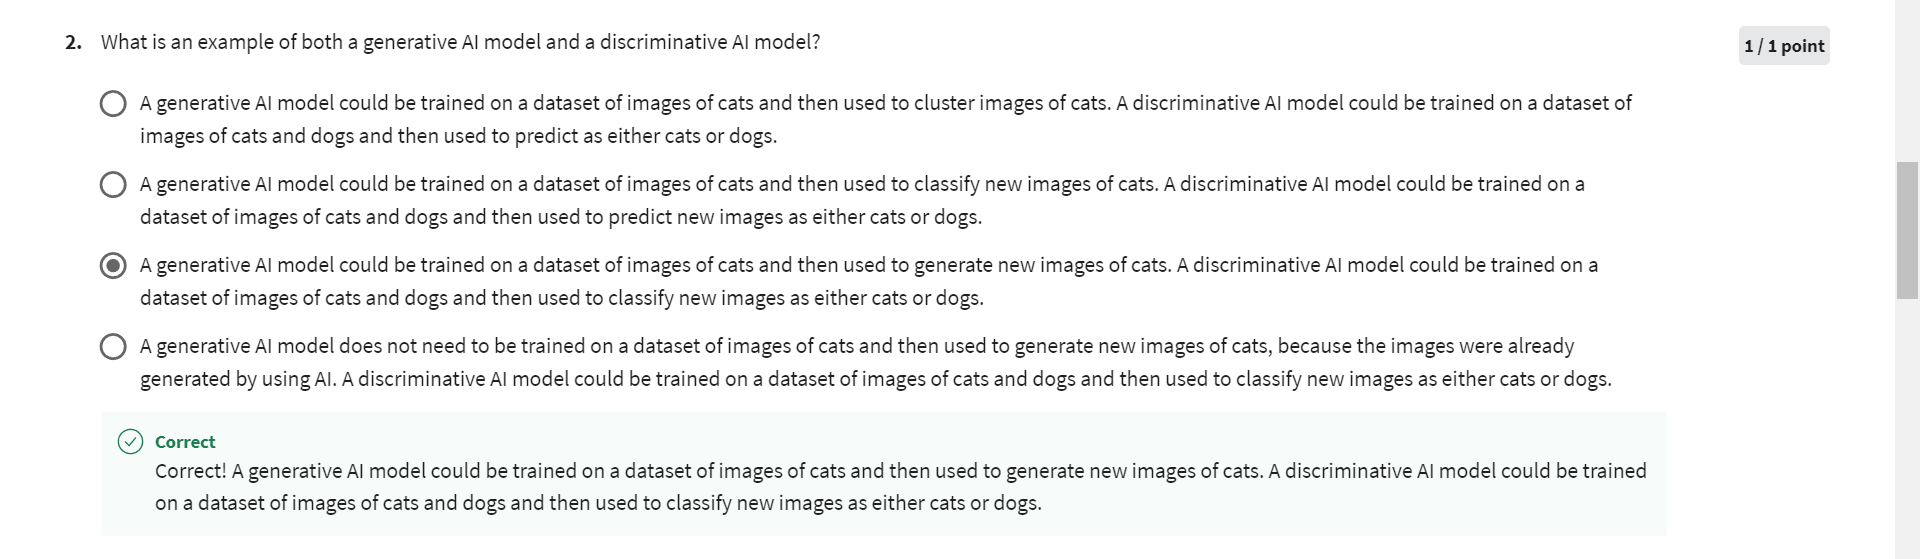 2. What is an example of both a generative AI model and a discriminative AI model?
1 / 1 point
A generative AI model could be trained on a dataset of images of cats and then used to cluster images of cats. A discriminative AI model could be trained on a dataset of
images of cats and dogs and then used to predict as either cats or dogs.
A generative AI model could be trained on a dataset of images of cats and then used to classify new images of cats. A discriminative AI model could be trained on a
dataset of images of cats and dogs and then used to predict new images as either cats or dogs.
A generative AI model could be trained on a dataset of images of cats and then used to generate new images of cats. A discriminative AI model could be trained on a
dataset of images of cats and dogs and then used to classify new images as either cats or dogs.
A generative AI model does not need to be trained on a dataset of images of cats and then used to generate new images of cats, because the images were already
generated by using AI. A discriminative AI model could be trained on a dataset of images of cats and dogs and then used to classify new images as either cats or dogs.
Correct
Correct! A generative AI model could be trained on a dataset of images of cats and then used to generate new images of cats. A discriminative AI model could be trained
on a dataset of images of cats and dogs and then used to classify new images as either cats or dogs.